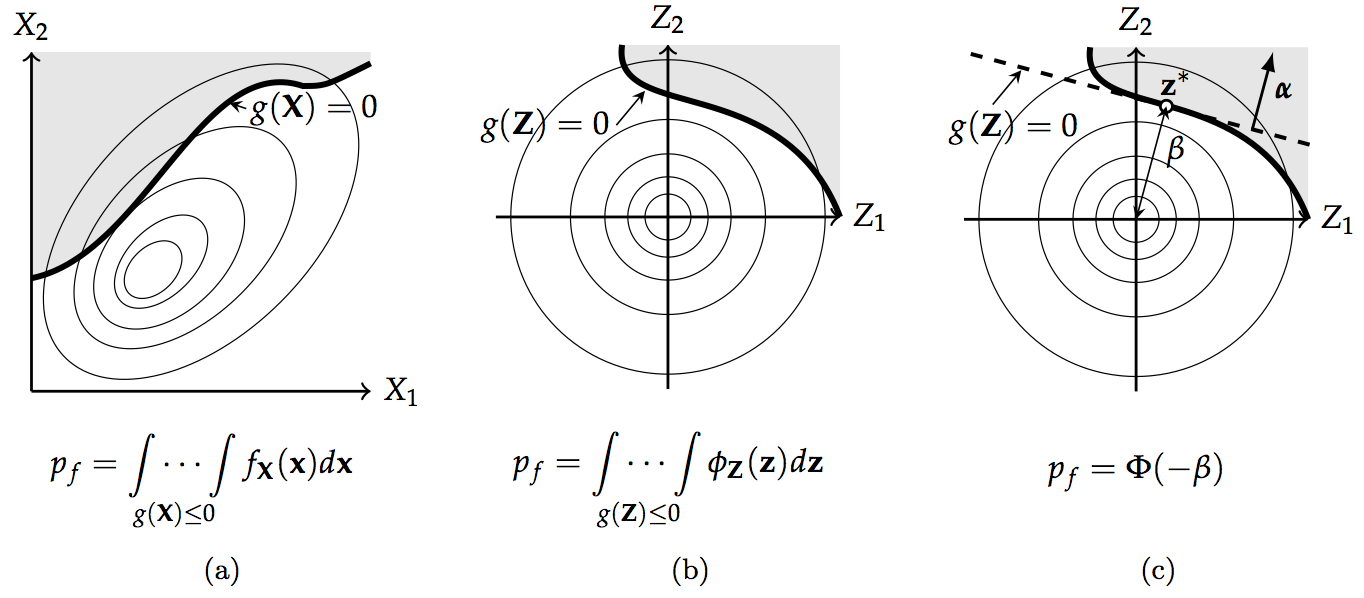 X₂
g(𝐗) = 0
X₁
p_f = ∫ ⋯ ∫ f_𝐗(𝐱)d𝐱
g(𝐗)≤0
(a)
Z₂
g(𝐙) = 0
Z₁
p_f = ∫ ⋯ ∫ ϕ_𝐙(𝐳)d𝐳
g(𝐙)≤0
(b)
Z₂
𝐳*
𝜶
g(𝐙) = 0
β
Z₁
p_f = Φ(−β)
(c)